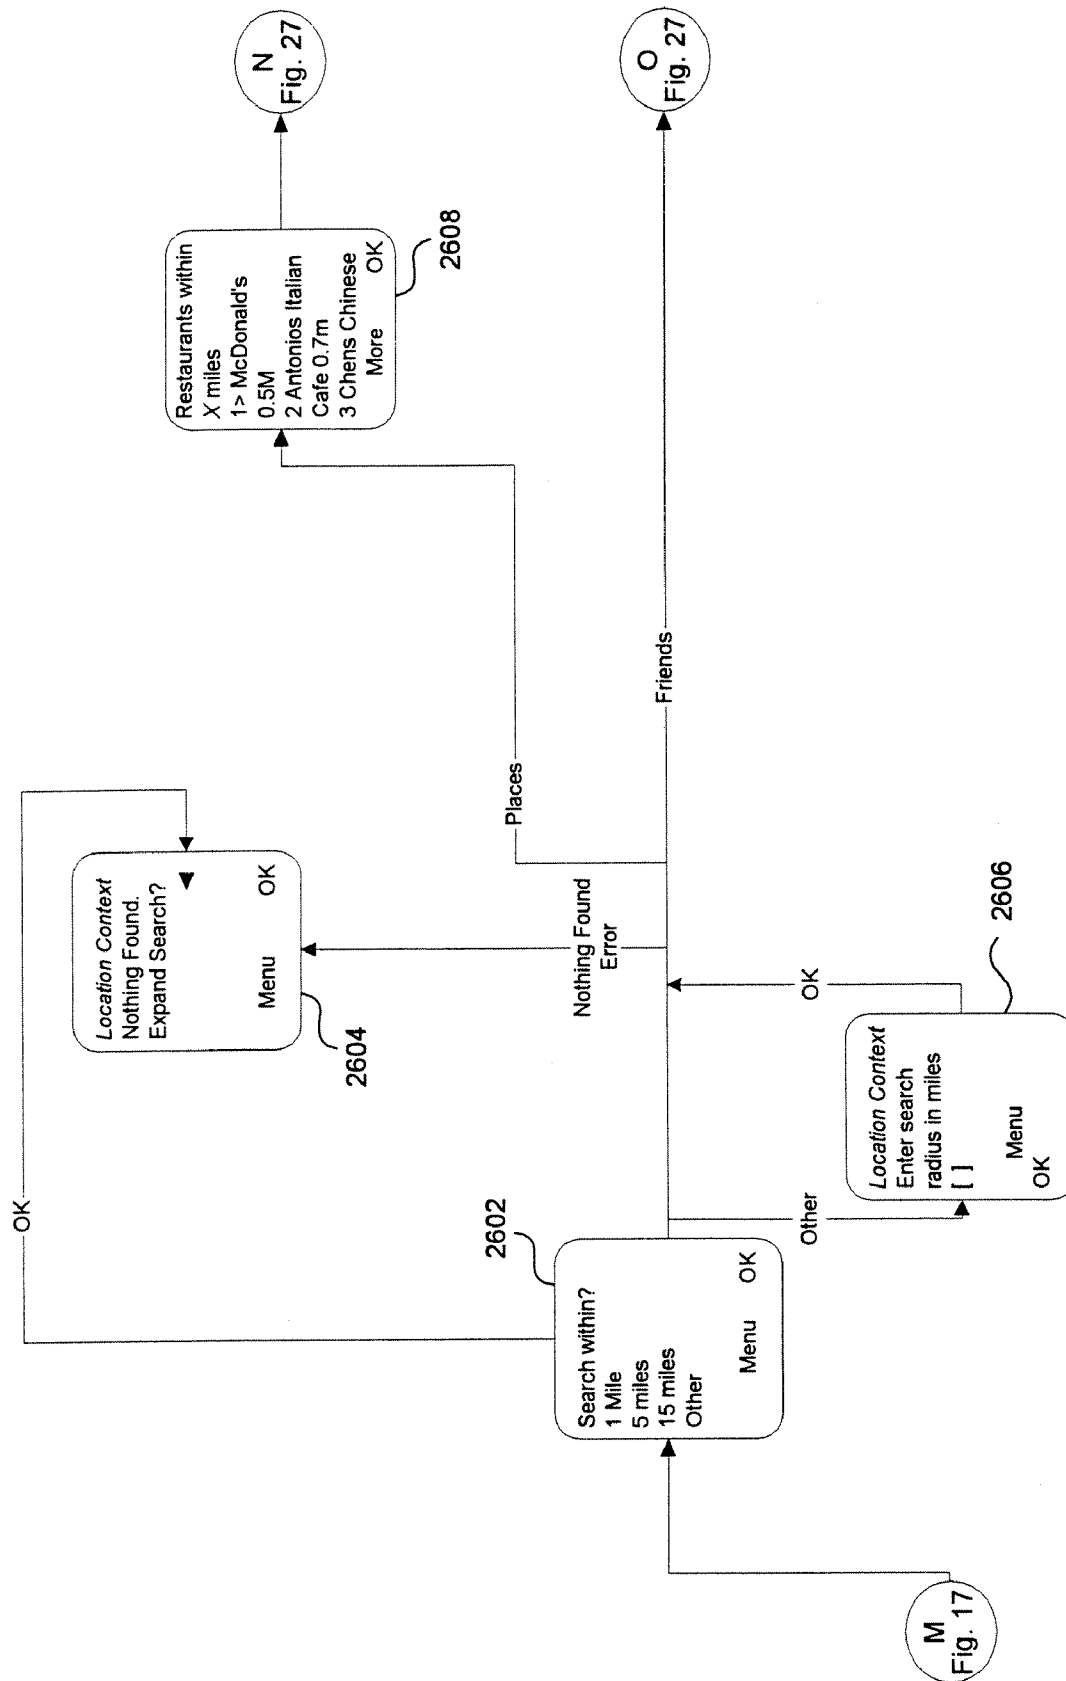 M
Fig. 17
Search within?
1 Mile
5 miles
15 miles
Other
Menu OK
2602
OK
Other
Location Context
Enter search
radius in miles
[ ]
Menu
OK
2606
OK
Location Context
Nothing Found.
Expand Search?
◄
Menu OK
2604
Nothing Found
Error
Places
Friends
Restaurants within
X miles
1> McDonald's
0.5M
2 Antonios Italian
Cafe 0.7m
3 Chens Chinese
More OK
2608
N
Fig. 27
O
Fig. 27